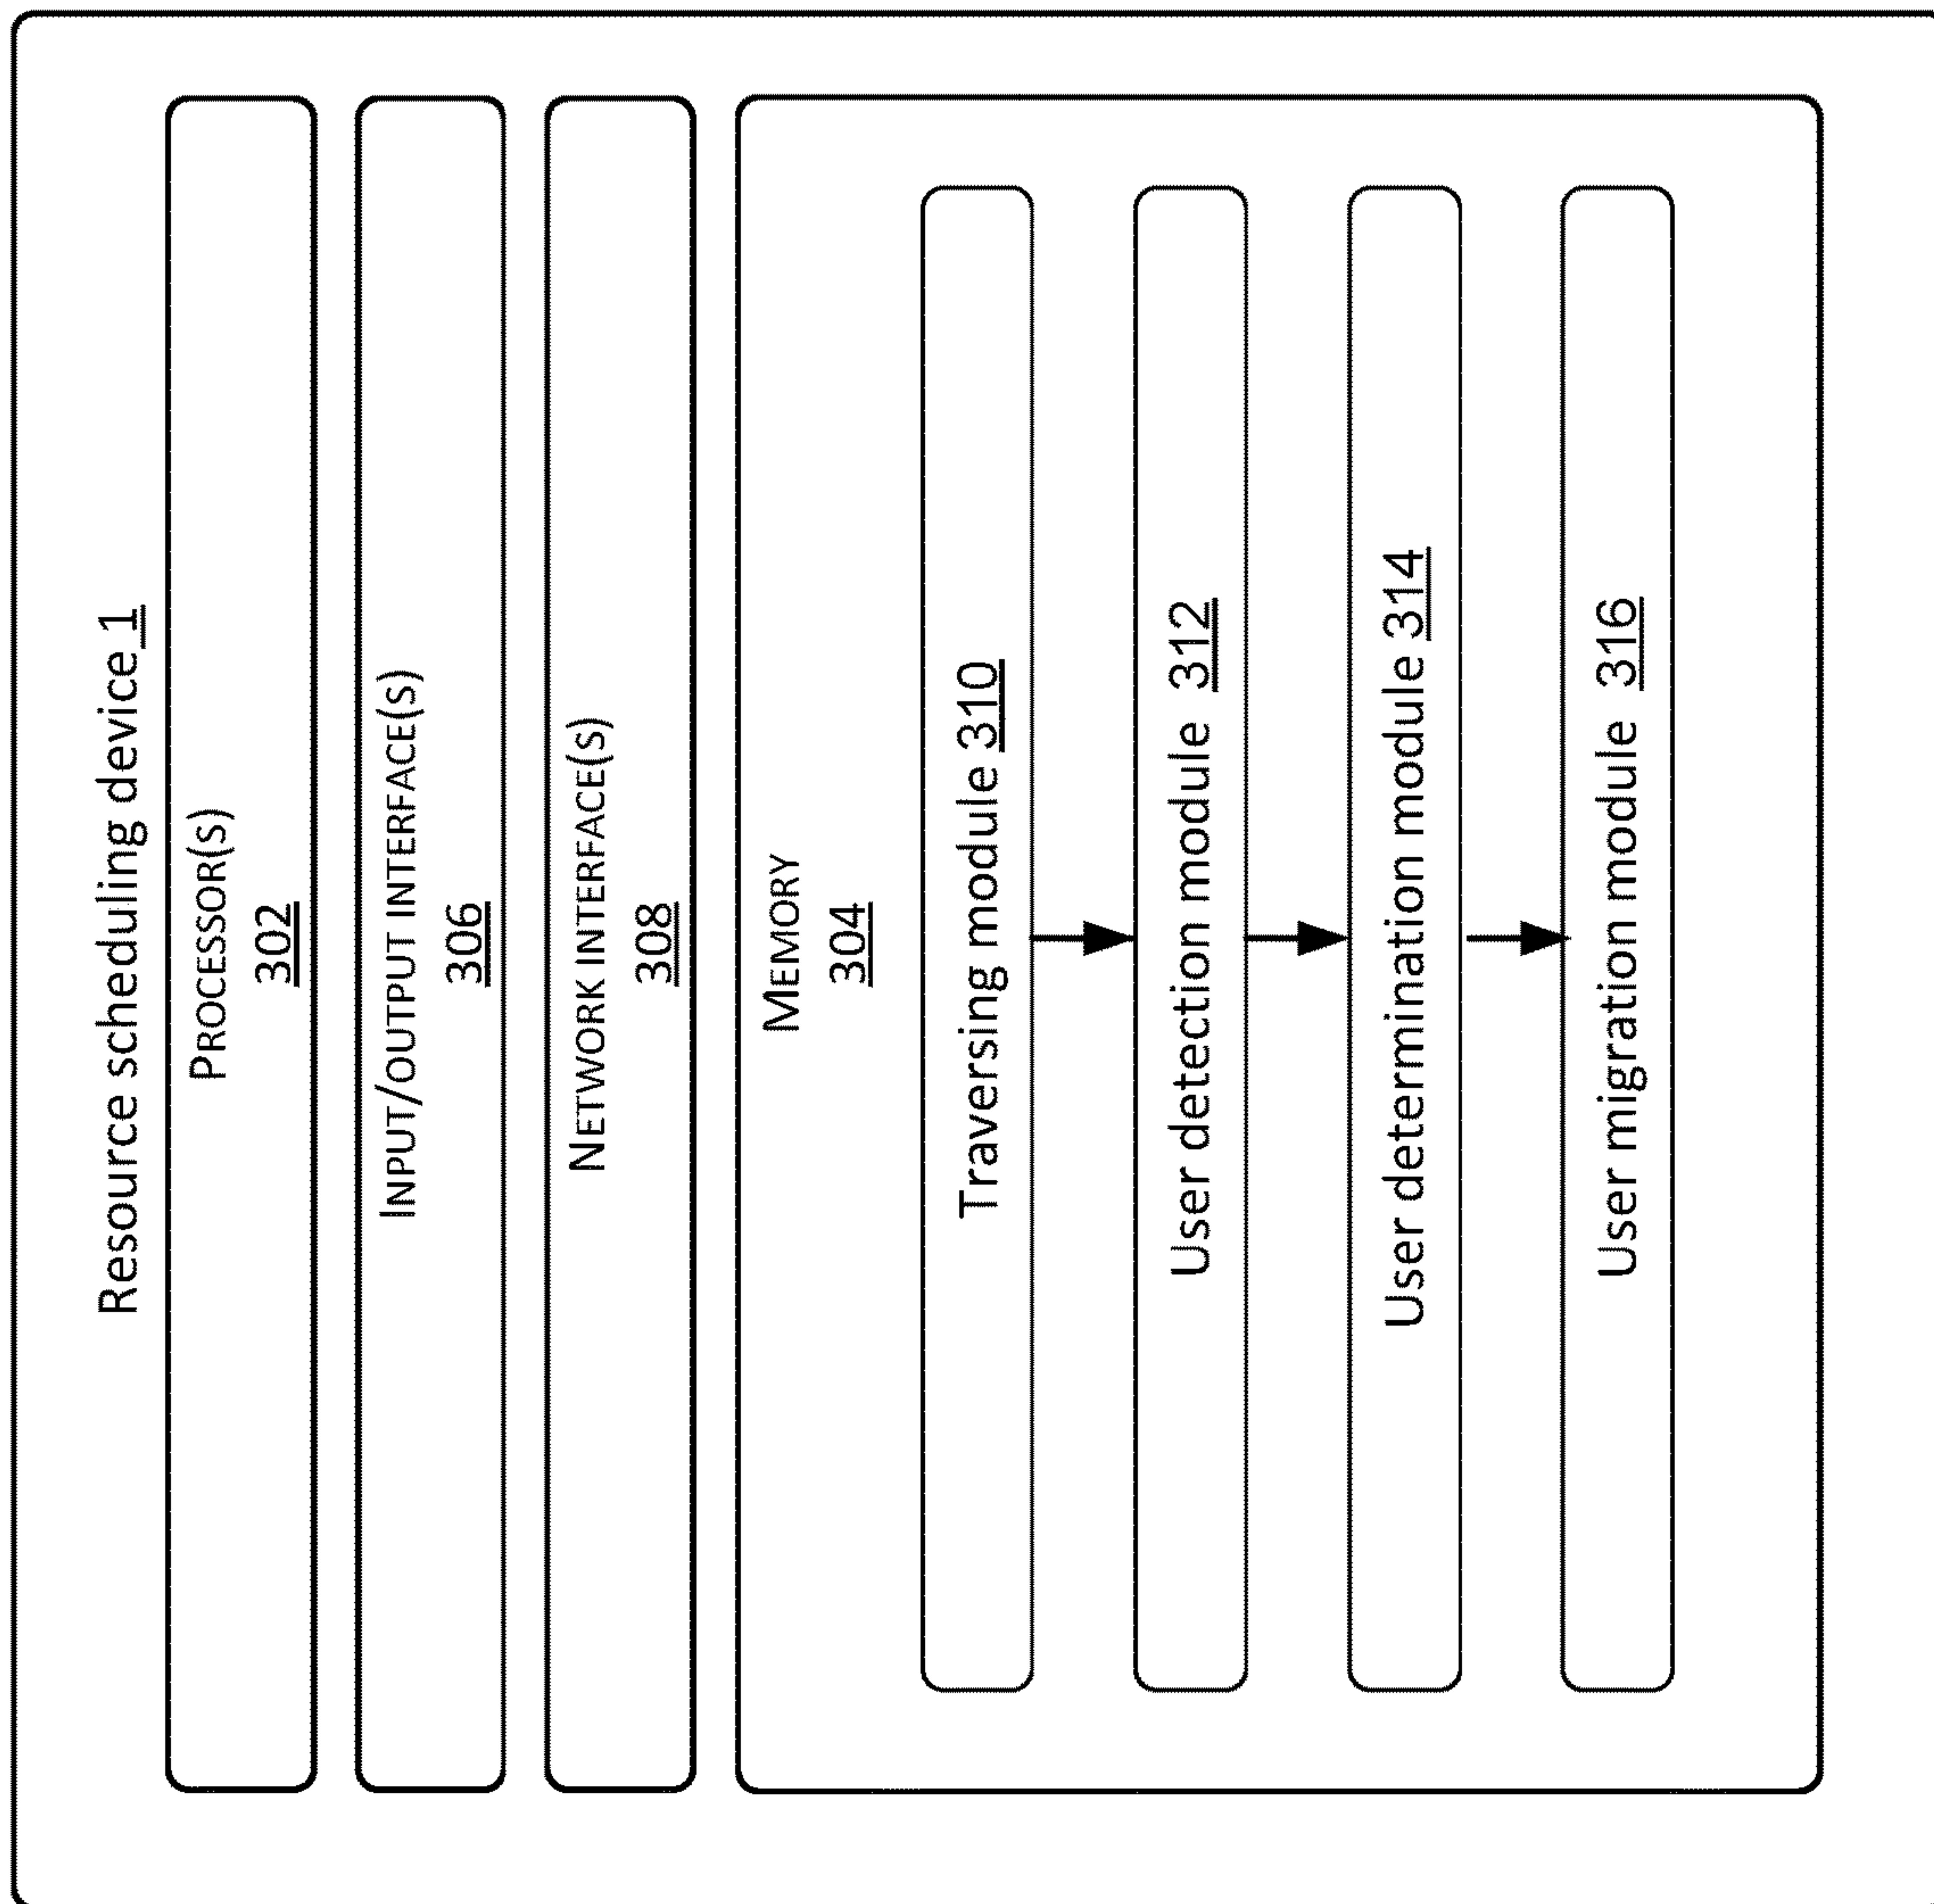 Resource scheduling device 1
PROCESSOR(S)
302
INPUT/OUTPUT INTERFACE(S)
306
NETWORK INTERFACE(S)
308
MEMORY
304
Traversing module 310
User detection module 312
User determination module 314
User migration module 316